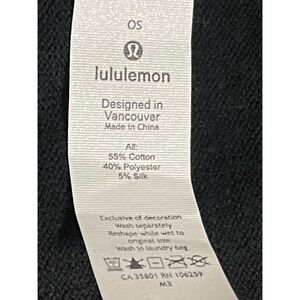 OS
lululemon
Designed in
Vancouver
Made in China
All:
55% Cotton
40% Polyester
5% Silk
Exclusive of decoration
Wash separately
Reshape while wet to
original size
Wash in laundry bag
CA 35801 RN 106259
M3